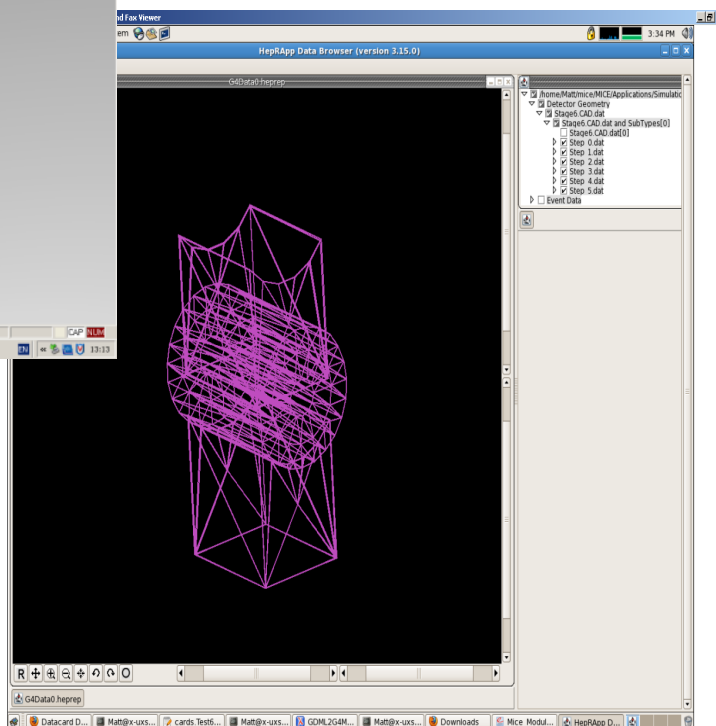 nd Fax Viewer
em
3:34 PM
HepRApp Data Browser (version 3.15.0)
G4Data0.heprep
/home/Matt/mice/MICE/Applications/Simulatic
Detector Geometry
Stage6.CAD.dat
Stage6.CAD.dat and SubTypes[0]
Stage6.CAD.dat[0]
Step 0.dat
Step 1.dat
Step 2.dat
Step 3.dat
Step 4.dat
Step 5.dat
Event Data
CAP NUM
EN « 13:13
R
G4Data0.heprep
Datacard D... Matt@x-uxs... cards.Test6... Matt@x-uxs... GDML2G4M... Matt@x-uxs... Downloads Mice Modul... HepRApp D...